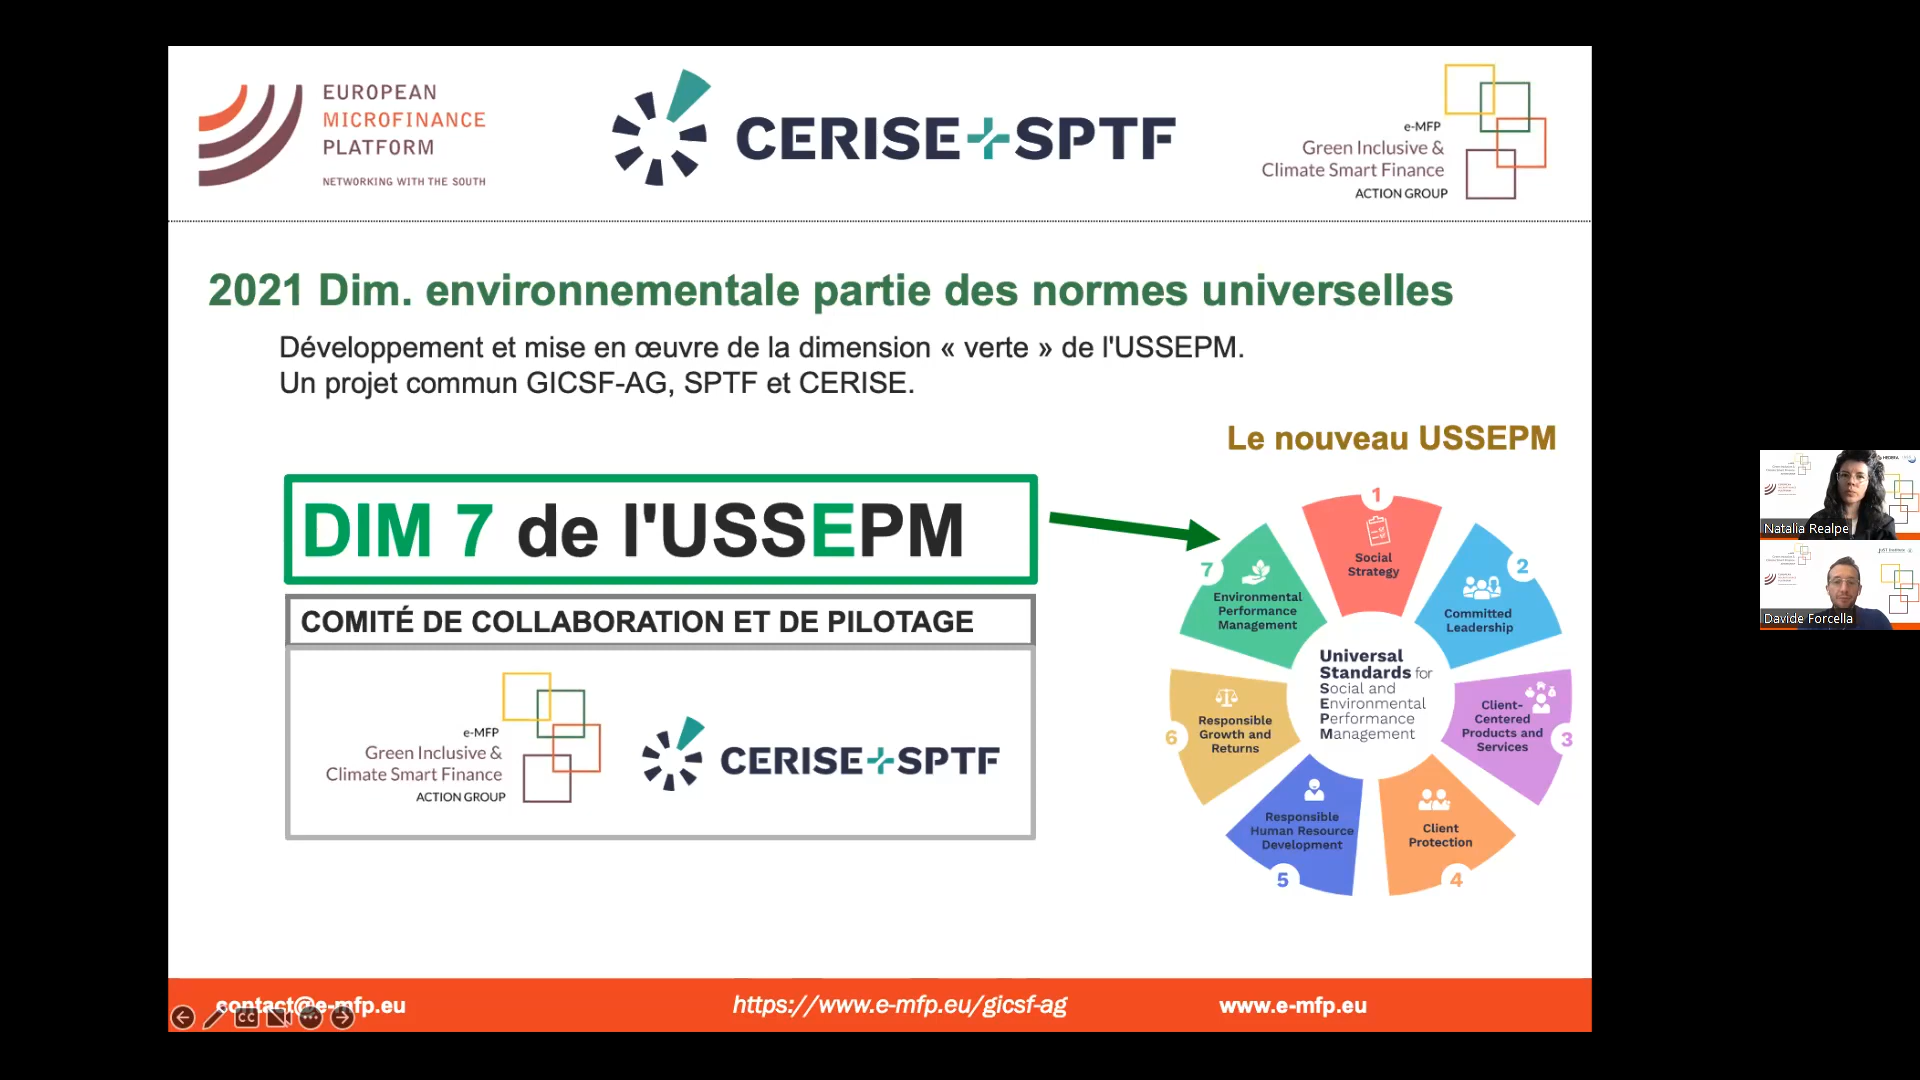 EUROPEAN
MICROFINANCE
PLATFORM
NETWORKING WITH THE SOUTH
CERISE+SPTF
e-MFP
Green Inclusive &
Climate Smart Finance
ACTION GROUP
2021 Dim. environnementale partie des normes universelles
Développement et mise en œuvre de la dimension « verte » de l'USSEPM.
Un projet commun GICSF-AG, SPTF et CERISE.
Le nouveau USSEPM
DIM 7 de l'USSEPM
COMITÉ DE COLLABORATION ET DE PILOTAGE
e-MFP
Green Inclusive &
Climate Smart Finance
ACTION GROUP
CERISE+SPTF
1
Social
Strategy
2
Committed
Leadership
3
Client-
Centered
Products and
Services
4
Client
Protection
5
Responsible
Human Resource
Development
6
Responsible
Growth and
Returns
7
Environmental
Performance
Management
Universal
Standards for
Social and
Environmental
Performance
Management
Natalia Realpe
Davide Forcella
contact@e-mfp.eu
https://www.e-mfp.eu/gicsf-ag
www.e-mfp.eu
CC